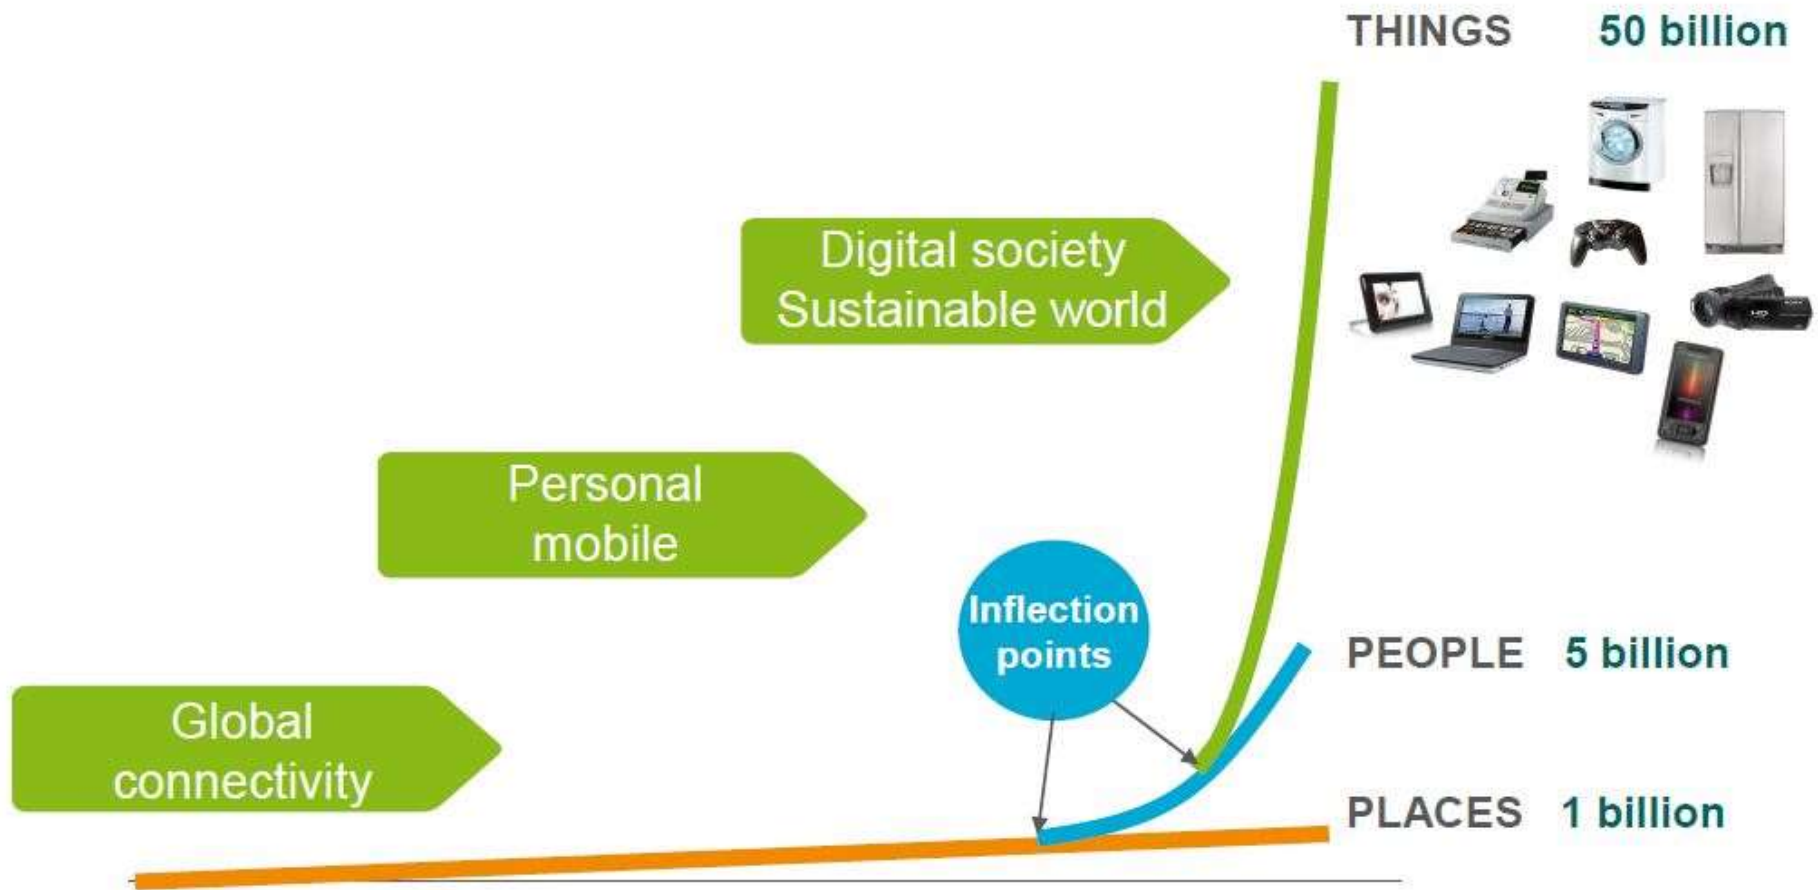 THINGS 50 billion
Digital society
Sustainable world
Personal
mobile
Inflection
points
PEOPLE 5 billion
Global
connectivity
PLACES 1 billion